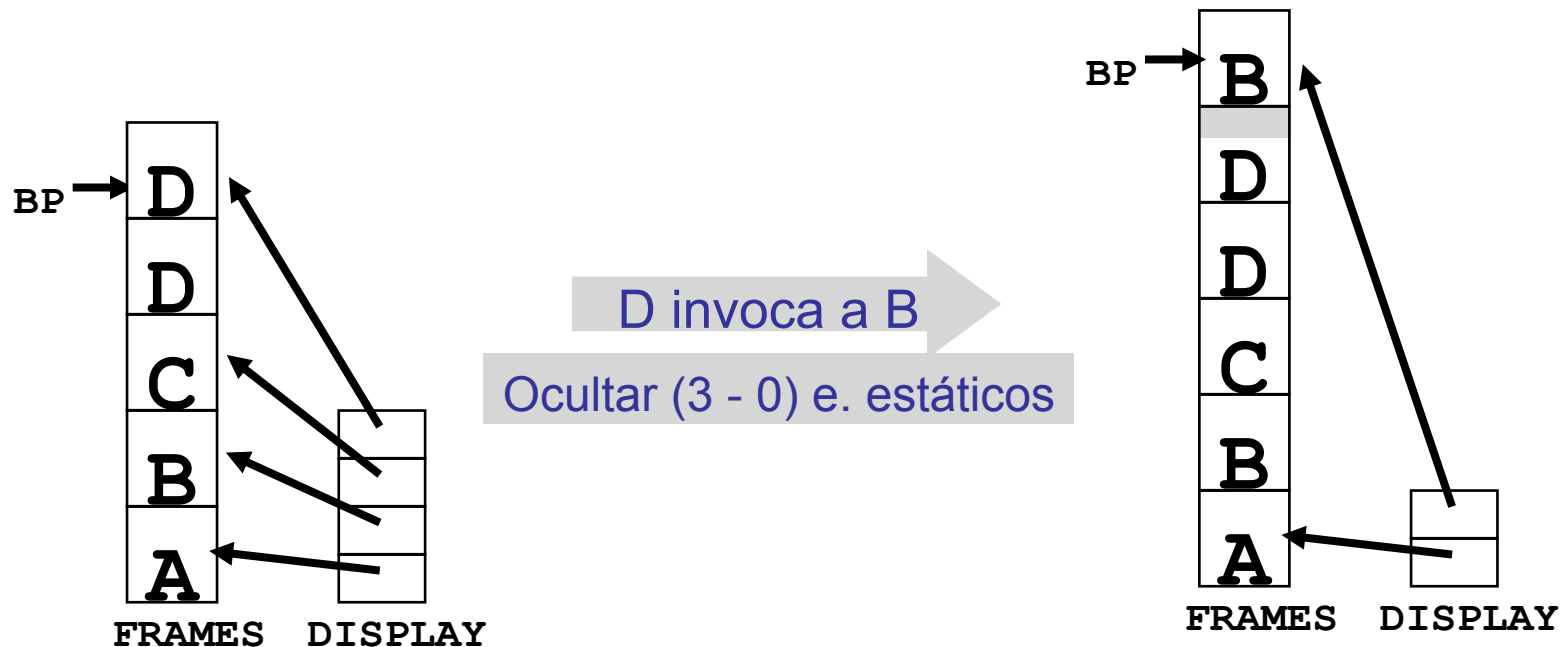 BP
D
D
C
B
A
FRAMES DISPLAY
D invoca a B
Ocultar (3 - 0) e. estáticos
BP
B
D
D
C
B
A
FRAMES DISPLAY